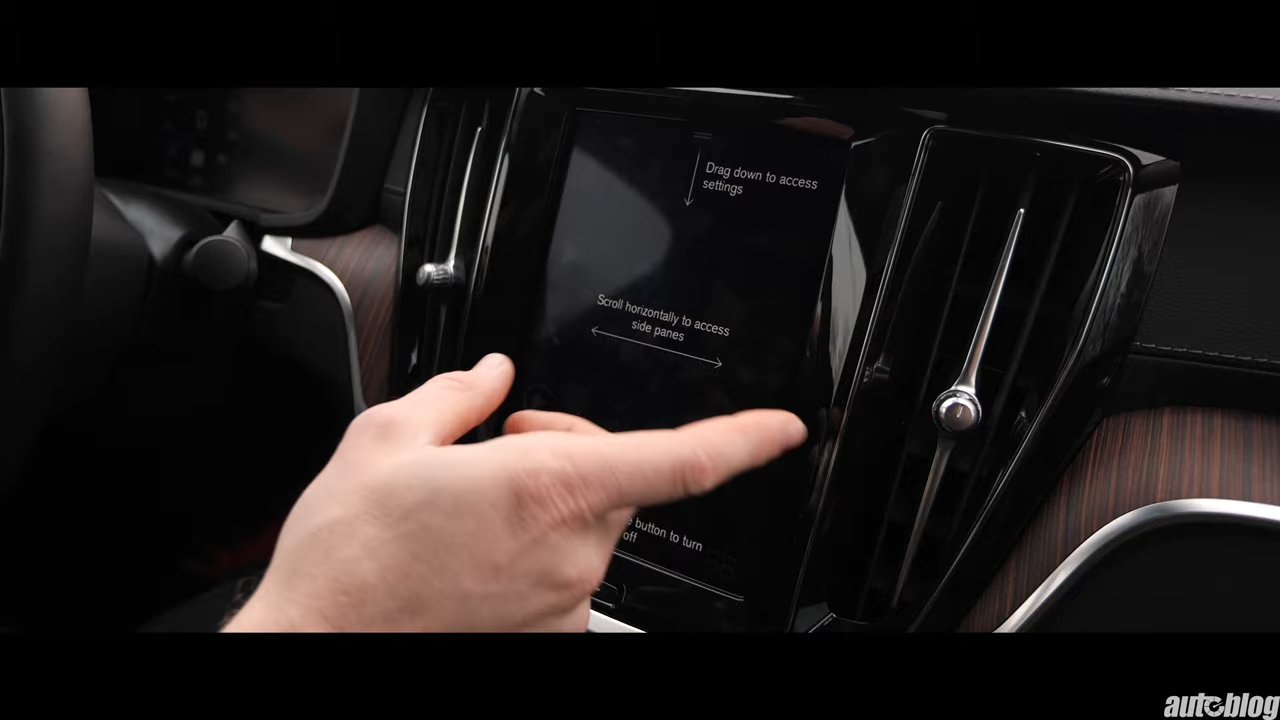 Drag down to access
settings
Scroll horizontally to access
side panes
button to turn
off
autoblog